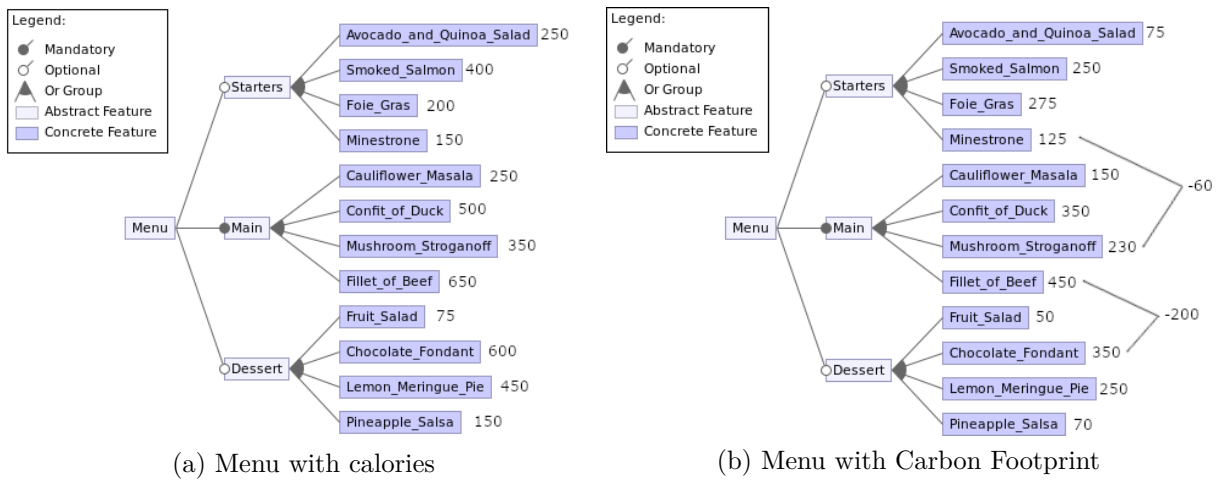 Legend:
Mandatory
Optional
Or Group
Abstract Feature
Concrete Feature
Menu
Starters
Avocado_and_Quinoa_Salad 250
Smoked_Salmon 400
Foie_Gras 200
Minestrone 150
Main
Cauliflower_Masala 250
Confit_of_Duck 500
Mushroom_Stroganoff 350
Fillet_of_Beef 650
Dessert
Fruit_Salad 75
Chocolate_Fondant 600
Lemon_Meringue_Pie 450
Pineapple_Salsa 150
(a) Menu with calories
Legend:
Mandatory
Optional
Or Group
Abstract Feature
Concrete Feature
Menu
Starters
Avocado_and_Quinoa_Salad 75
Smoked_Salmon 250
Foie_Gras 275
Minestrone 125
Main
Cauliflower_Masala 150
Confit_of_Duck 350
Mushroom_Stroganoff 230
Fillet_of_Beef 450
-60
Dessert
Fruit_Salad 50
Chocolate_Fondant 350
Lemon_Meringue_Pie 250
Pineapple_Salsa 70
-200
(b) Menu with Carbon Footprint